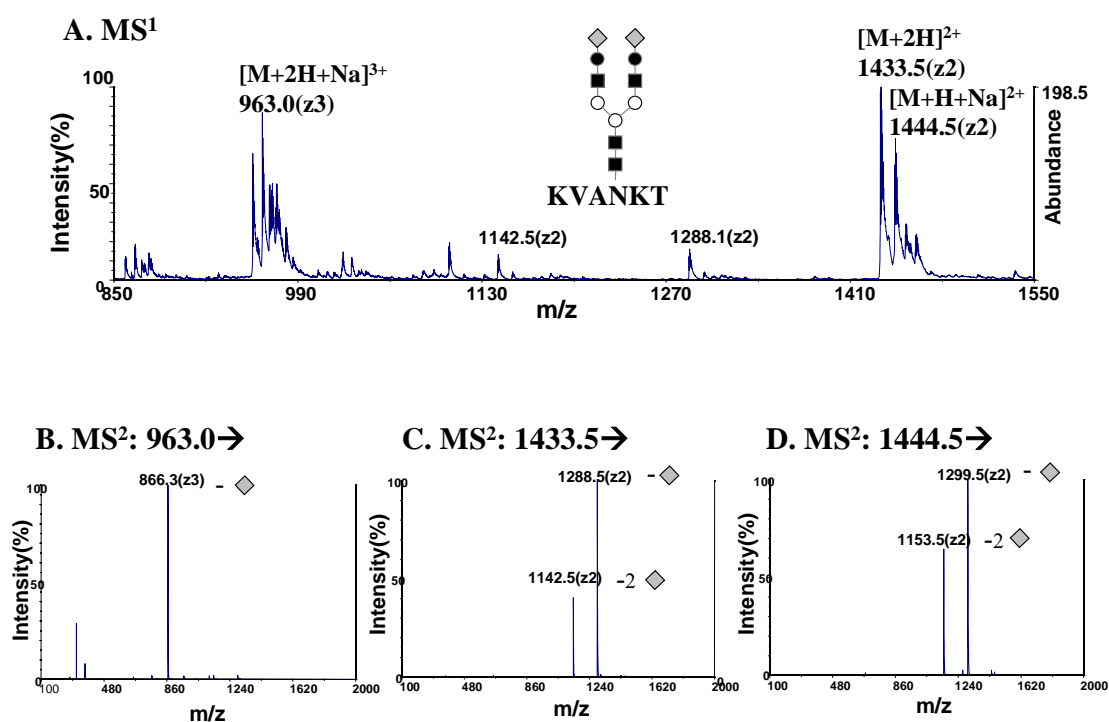 A. MS¹
[M+2H+Na]³⁺
963.0(z3)
KVANKT
[M+2H]²⁺
1433.5(z2)
[M+H+Na]²⁺
1444.5(z2)
1142.5(z2)
1288.1(z2)
100
50
0
Intensity(%)
198.5
Abundance
850 990 1130 1270 1410 1550
m/z
B. MS²: 963.0→
866.3(z3) -
100
50
0
Intensity(%)
100 480 860 1240 1620 2000
m/z
C. MS²: 1433.5→
1288.5(z2) -
1142.5(z2) -2
100
50
0
Intensity(%)
100 480 860 1240 1620 2000
m/z
D. MS²: 1444.5→
1299.5(z2) -
1153.5(z2) -2
100
50
0
Intensity(%)
100 480 860 1240 1620 2000
m/z